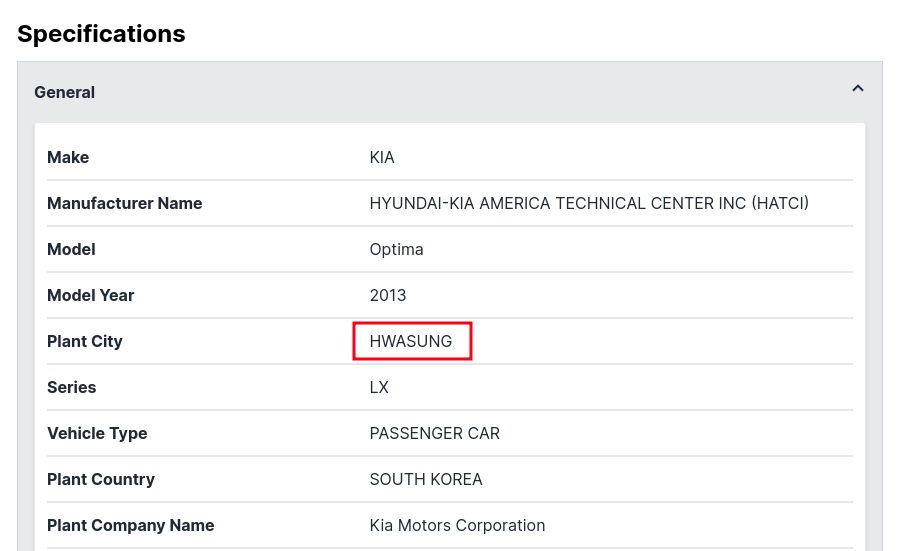 Specifications
General
Make KIA
Manufacturer Name HYUNDAI-KIA AMERICA TECHNICAL CENTER INC (HATCI)
Model Optima
Model Year 2013
Plant City HWASUNG
Series LX
Vehicle Type PASSENGER CAR
Plant Country SOUTH KOREA
Plant Company Name Kia Motors Corporation